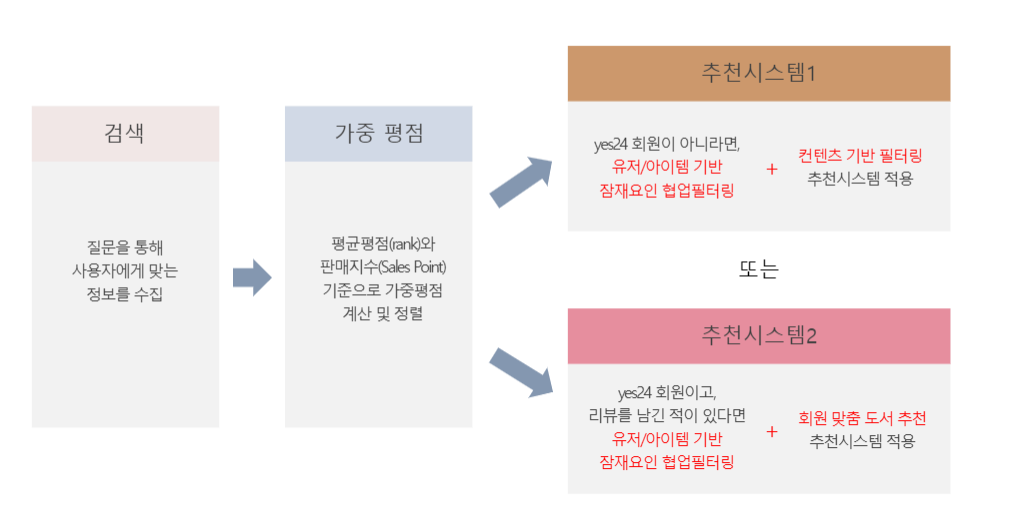 검색
질문을 통해
사용자에게 맞는
정보를 수집
가중 평점
평균평점(rank)와
판매지수(Sales Point)
기준으로 가중평점
계산 및 정렬
추천시스템1
yes24 회원이 아니라면,
유저/아이템 기반
잠재요인 협업필터링
+
컨텐츠 기반 필터링
추천시스템 적용
또는
추천시스템2
yes24 회원이고,
리뷰를 남긴 적이 있다면
유저/아이템 기반
잠재요인 협업필터링
+
회원 맞춤 도서 추천
추천시스템 적용